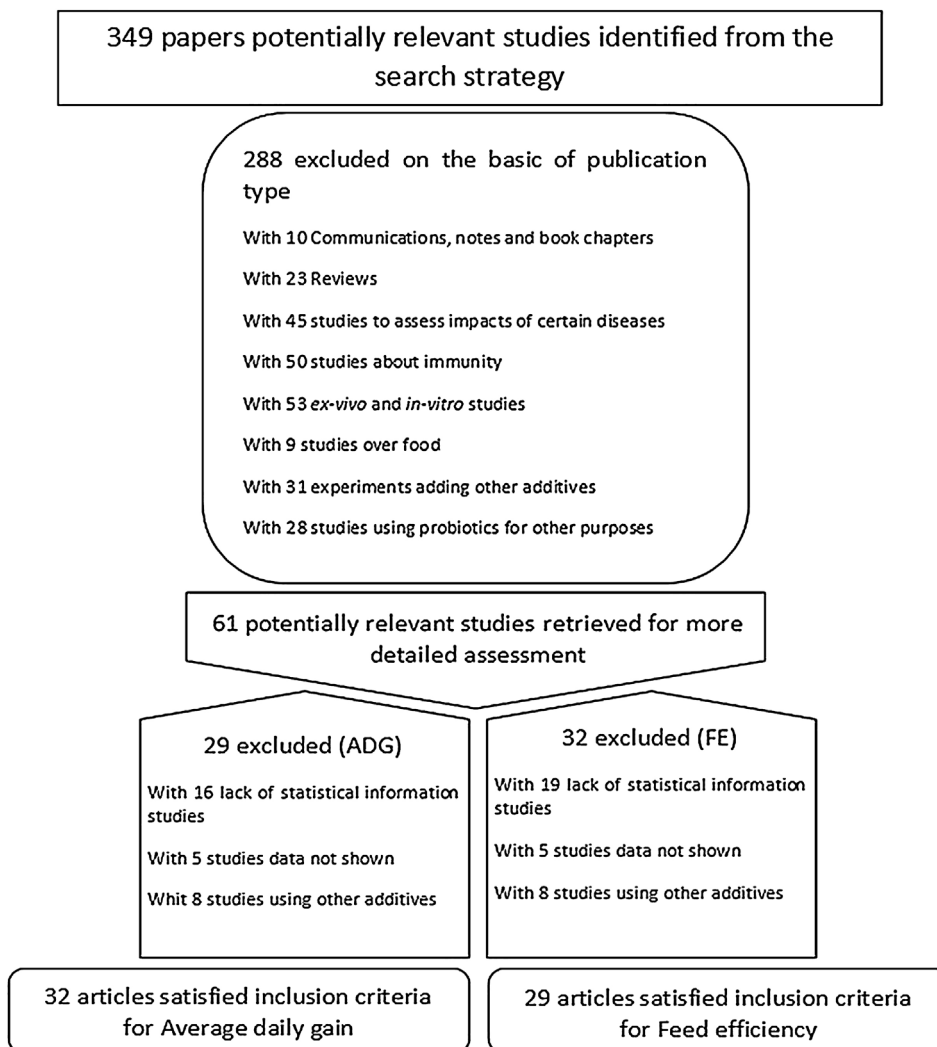 349 papers potentially relevant studies identified from the
search strategy
288 excluded on the basic of publication
type
With 10 Communications, notes and book chapters
With 23 Reviews
With 45 studies to assess impacts of certain diseases
With 50 studies about immunity
With 53 ex-vivo and in-vitro studies
With 9 studies over food
With 31 experiments adding other additives
With 28 studies using probiotics for other purposes
61 potentially relevant studies retrieved for more
detailed assessment
29 excluded (ADG)
With 16 lack of statistical information
studies
With 5 studies data not shown
Whit 8 studies using other additives
32 excluded (FE)
With 19 lack of statistical information
studies
With 5 studies data not shown
With 8 studies using other additives
32 articles satisfied inclusion criteria
for Average daily gain
29 articles satisfied inclusion criteria
for Feed efficiency